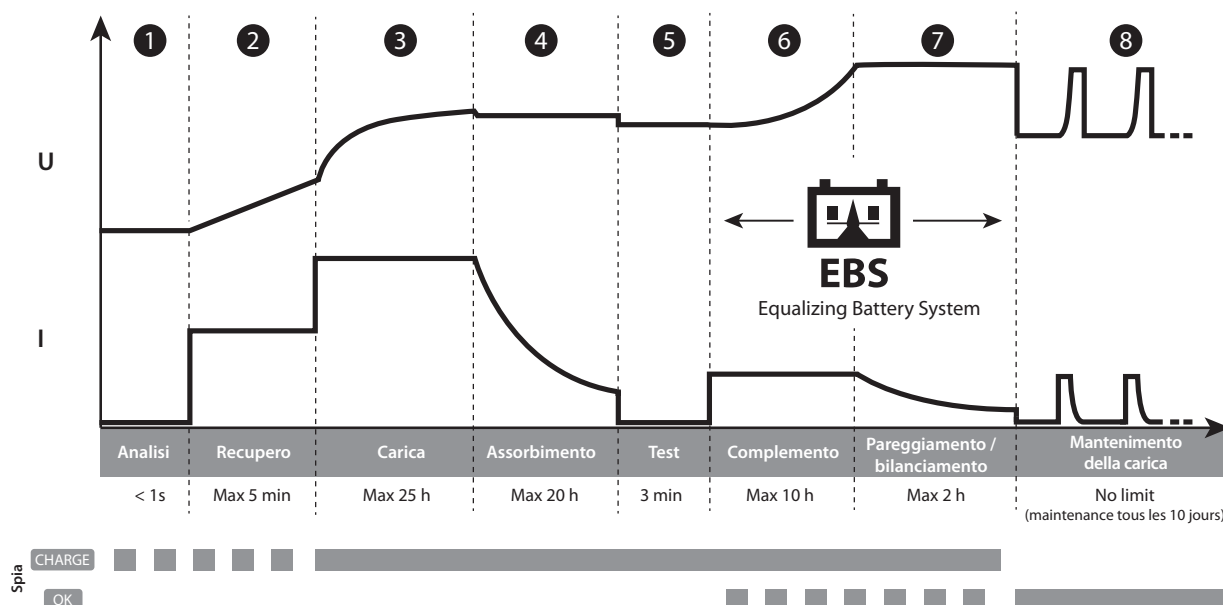 1 2 3 4 5 6 7 8
U
EBS
Equalizing Battery System
I
Analisi Recupero Carica Assorbimento Test Complemento Pareggiamento / bilanciamento Mantenimento della carica
< 1s Max 5 min Max 25 h Max 20 h 3 min Max 10 h Max 2 h No limit
(maintenance tous les 10 jours)
Spia
CHARGE
OK